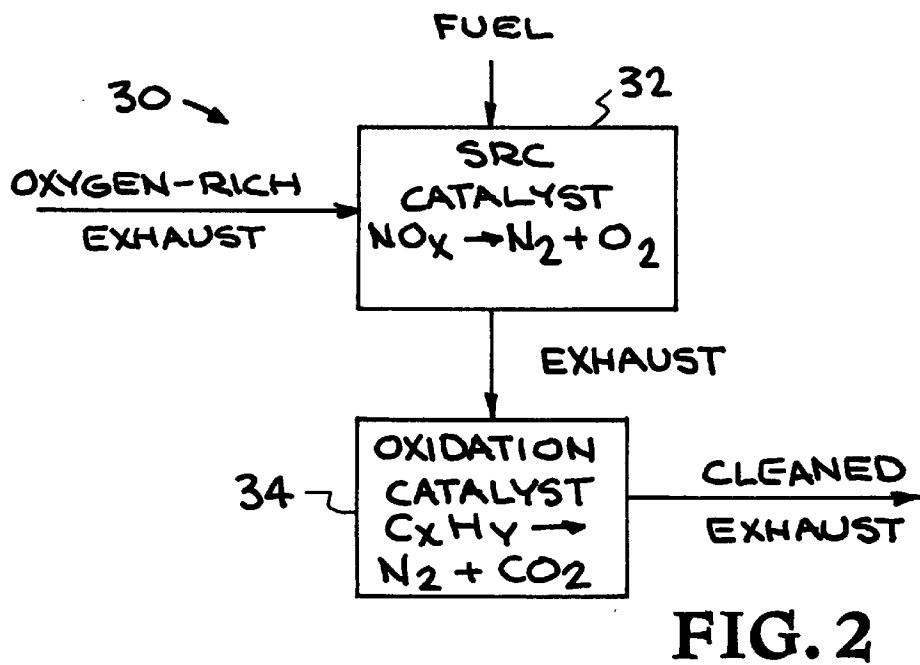 FUEL
30
32
OXYGEN-RICH
EXHAUST
SRC
CATALYST
NOX → N2 + O2
EXHAUST
34
OXIDATION
CATALYST
CXHY →
N2 + CO2
CLEANED
EXHAUST
FIG. 2